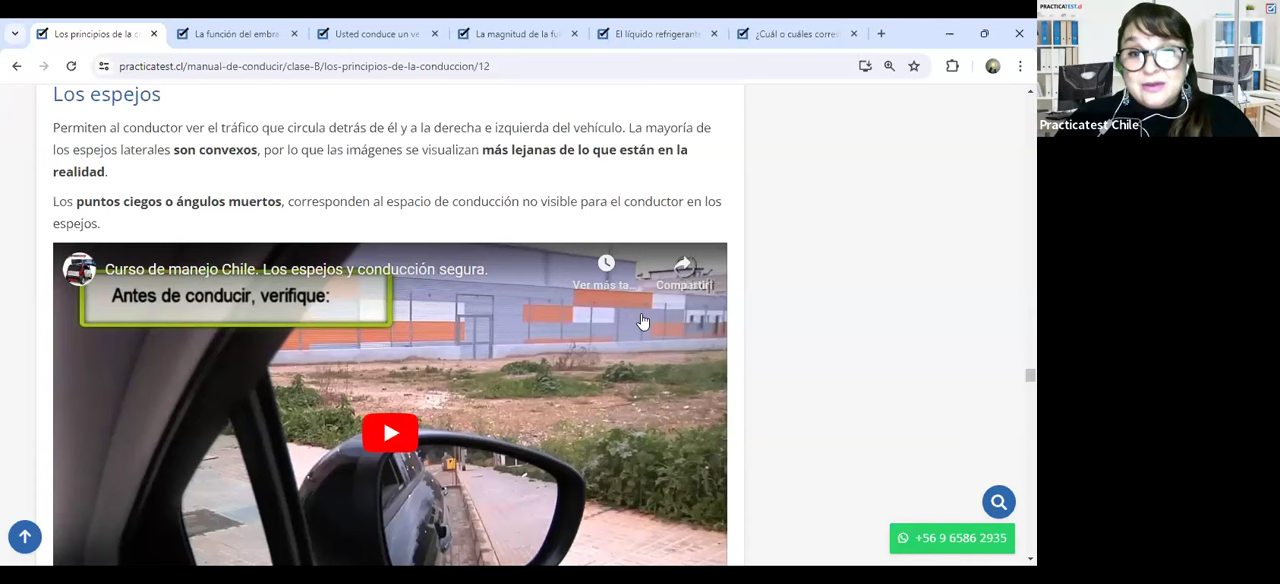 Los principios de la c
La función del embra
Usted conduce un ve
La magnitud de la fu
El líquido refrigerant
¿Cuál o cuáles corres
practicatest.cl/manual-de-conducir/clase-B/los-principios-de-la-conduccion/12
PRACTICATEST.cl
Practicatest Chile
Los espejos
Permiten al conductor ver el tráfico que circula detrás de él y a la derecha e izquierda del vehículo. La mayoría de
los espejos laterales son convexos, por lo que las imágenes se visualizan más lejanas de lo que están en la
realidad.
Los puntos ciegos o ángulos muertos, corresponden al espacio de conducción no visible para el conductor en los
espejos.
Curso de manejo Chile. Los espejos y conducción segura.
Ver más ta...
Compartir
Antes de conducir, verifique:
+56 9 6586 2935